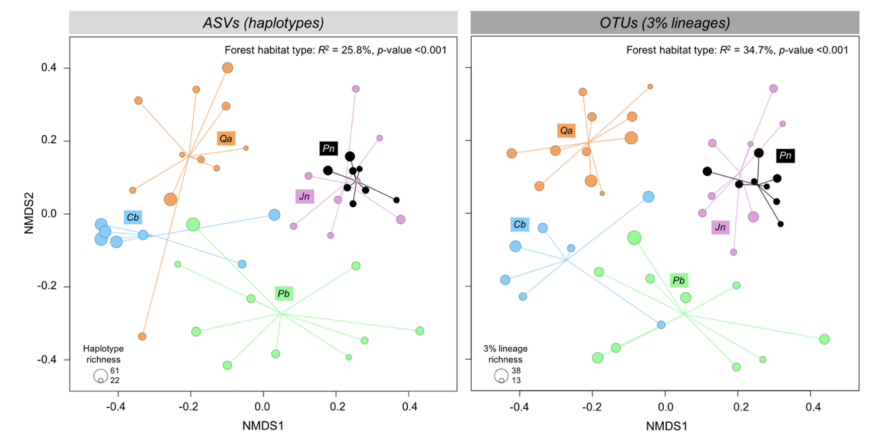 ASVs (haplotypes)
OTUs (3% lineages)
Forest habitat type: R² = 25.8%, p-value <0.001
Forest habitat type: R² = 34.7%, p-value <0.001
0.4
0.2
0.0
-0.2
-0.4
NMDS2
Qa
Pn
Jn
Cb
Pb
Qa
Pn
Jn
Cb
Pb
Haplotype
richness
61
22
3% lineage
richness
38
13
-0.4 -0.2 0.0 0.2 0.4
-0.4 -0.2 0.0 0.2 0.4
NMDS1
NMDS1